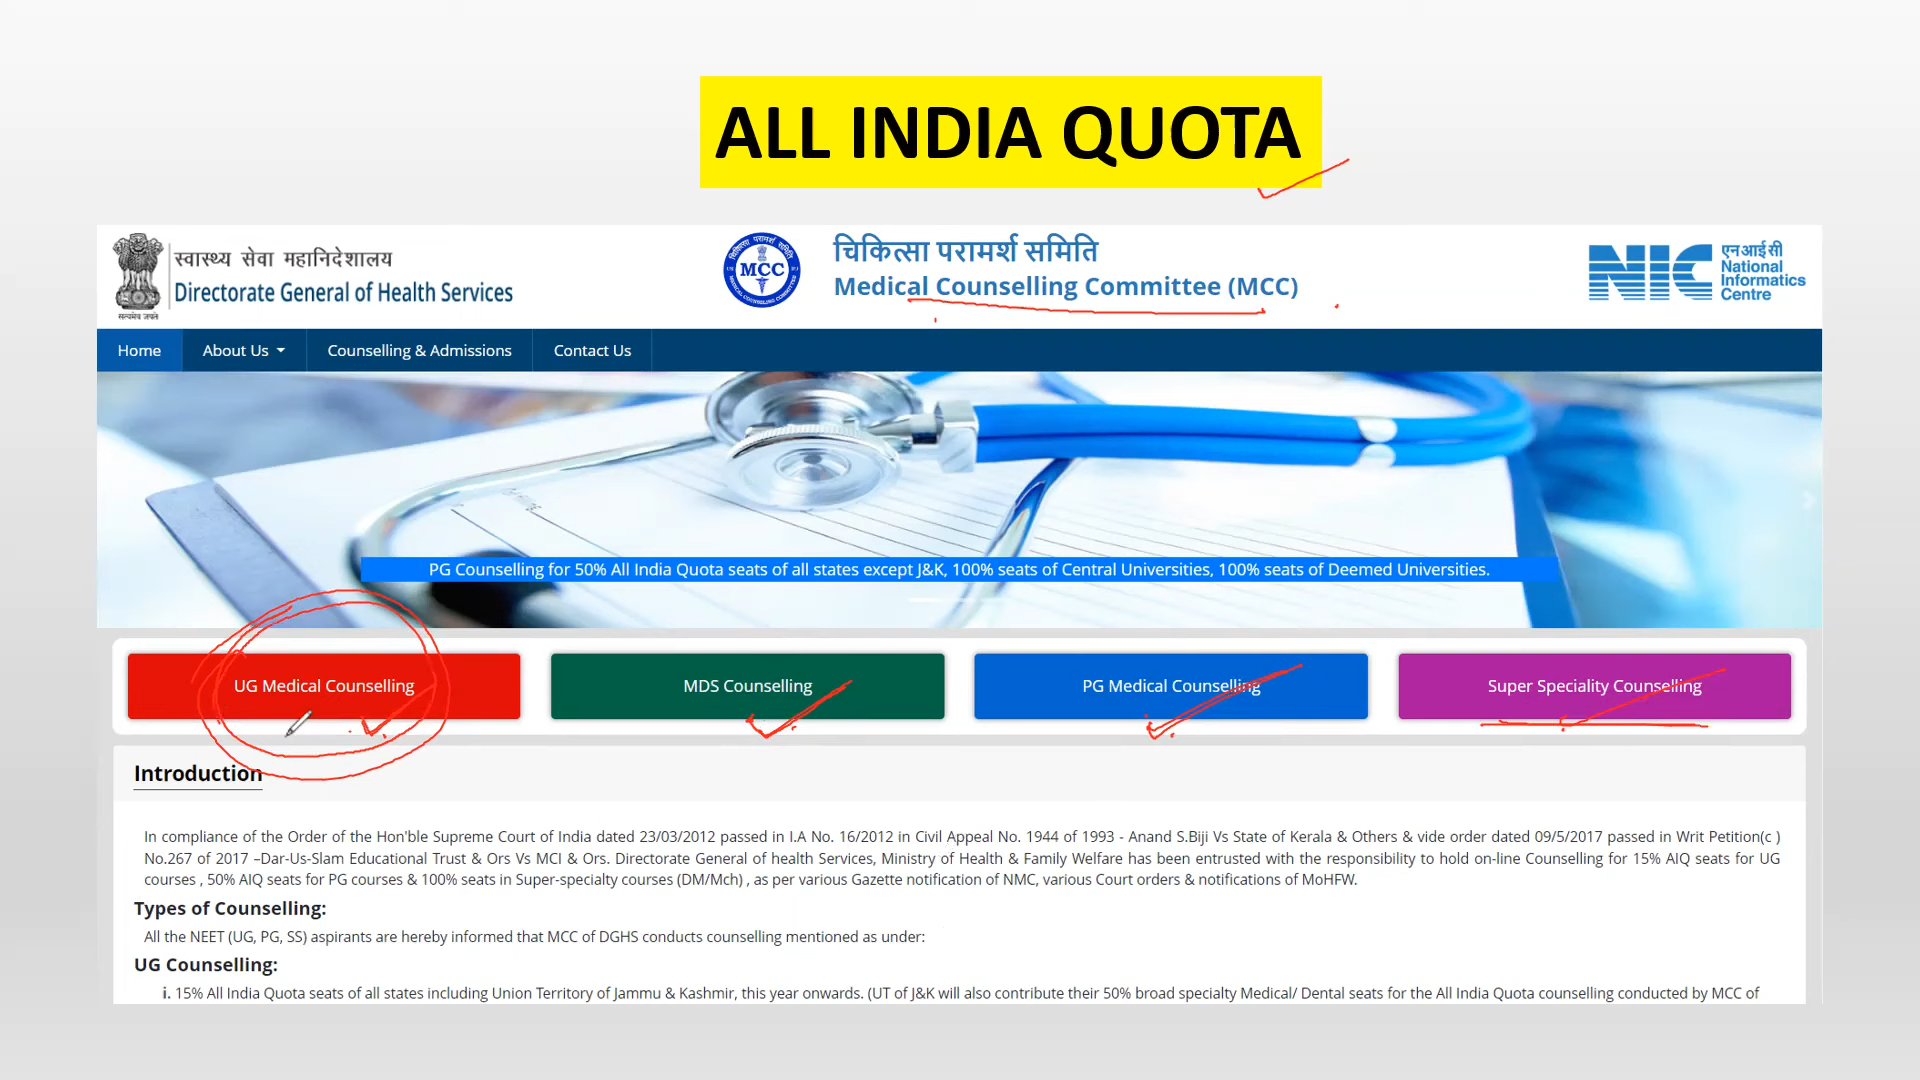 ALL INDIA QUOTA
स्वास्थ्य सेवा महानिदेशालय
Directorate General of Health Services
सत्यमेव जयते
MCC
चिकित्सा परामर्श समिति
Medical Counselling Committee (MCC)
NIC
एन आई सी
National
Informatics
Centre
Home
About Us
Counselling & Admissions
Contact Us
PG Counselling for 50% All India Quota seats of all states except J&K, 100% seats of Central Universities, 100% seats of Deemed Universities.
UG Medical Counselling
MDS Counselling
PG Medical Counselling
Super Speciality Counselling
Introduction
In compliance of the Order of the Hon'ble Supreme Court of India dated 23/03/2012 passed in I.A No. 16/2012 in Civil Appeal No. 1944 of 1993 - Anand S.Biji Vs State of Kerala & Others & vide order dated 09/5/2017 passed in Writ Petition(c )
No.267 of 2017 –Dar-Us-Slam Educational Trust & Ors Vs MCI & Ors. Directorate General of health Services, Ministry of Health & Family Welfare has been entrusted with the responsibility to hold on-line Counselling for 15% AIQ seats for UG
courses , 50% AIQ seats for PG courses & 100% seats in Super-specialty courses (DM/Mch) , as per various Gazette notification of NMC, various Court orders & notifications of MoHFW.
Types of Counselling:
All the NEET (UG, PG, SS) aspirants are hereby informed that MCC of DGHS conducts counselling mentioned as under:
UG Counselling:
i. 15% All India Quota seats of all states including Union Territory of Jammu & Kashmir, this year onwards. (UT of J&K will also contribute their 50% broad specialty Medical/ Dental seats for the All India Quota counselling conducted by MCC of